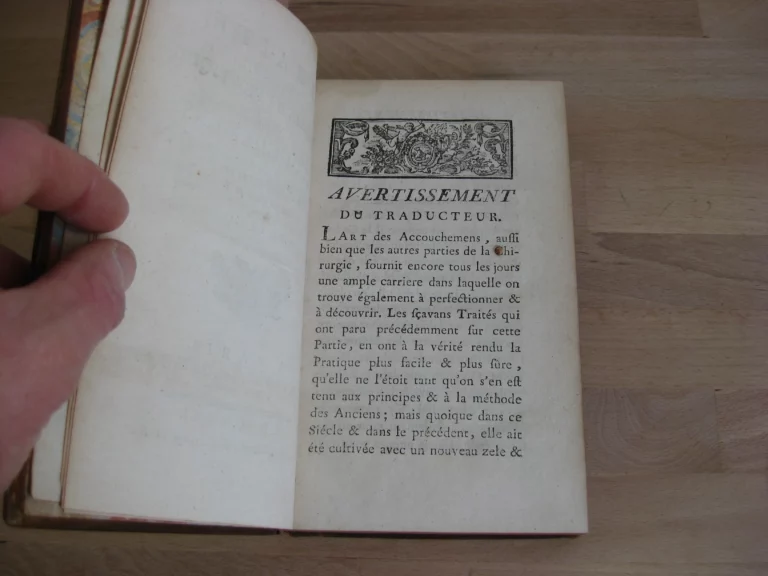 AVERTISSEMENT
DU TRADUCTEUR.
L'ART des Accouchemens, aussi
bien que les autres parties de la Chi-
rurgie, fournit encore tous les jours
une ample carriere dans laquelle on
trouve également à perfectionner &
à découvrir. Les sçavans Traités qui
ont paru précédemment sur cette
Partie, en ont à la vérité rendu la
Pratique plus facile & plus sûre,
qu'elle ne l'étoit tant qu'on s'en est
tenu aux principes & à la méthode
des Anciens; mais quoique dans ce
Siécle & dans le précédent, elle ait
été cultivée avec un nouveau zele &